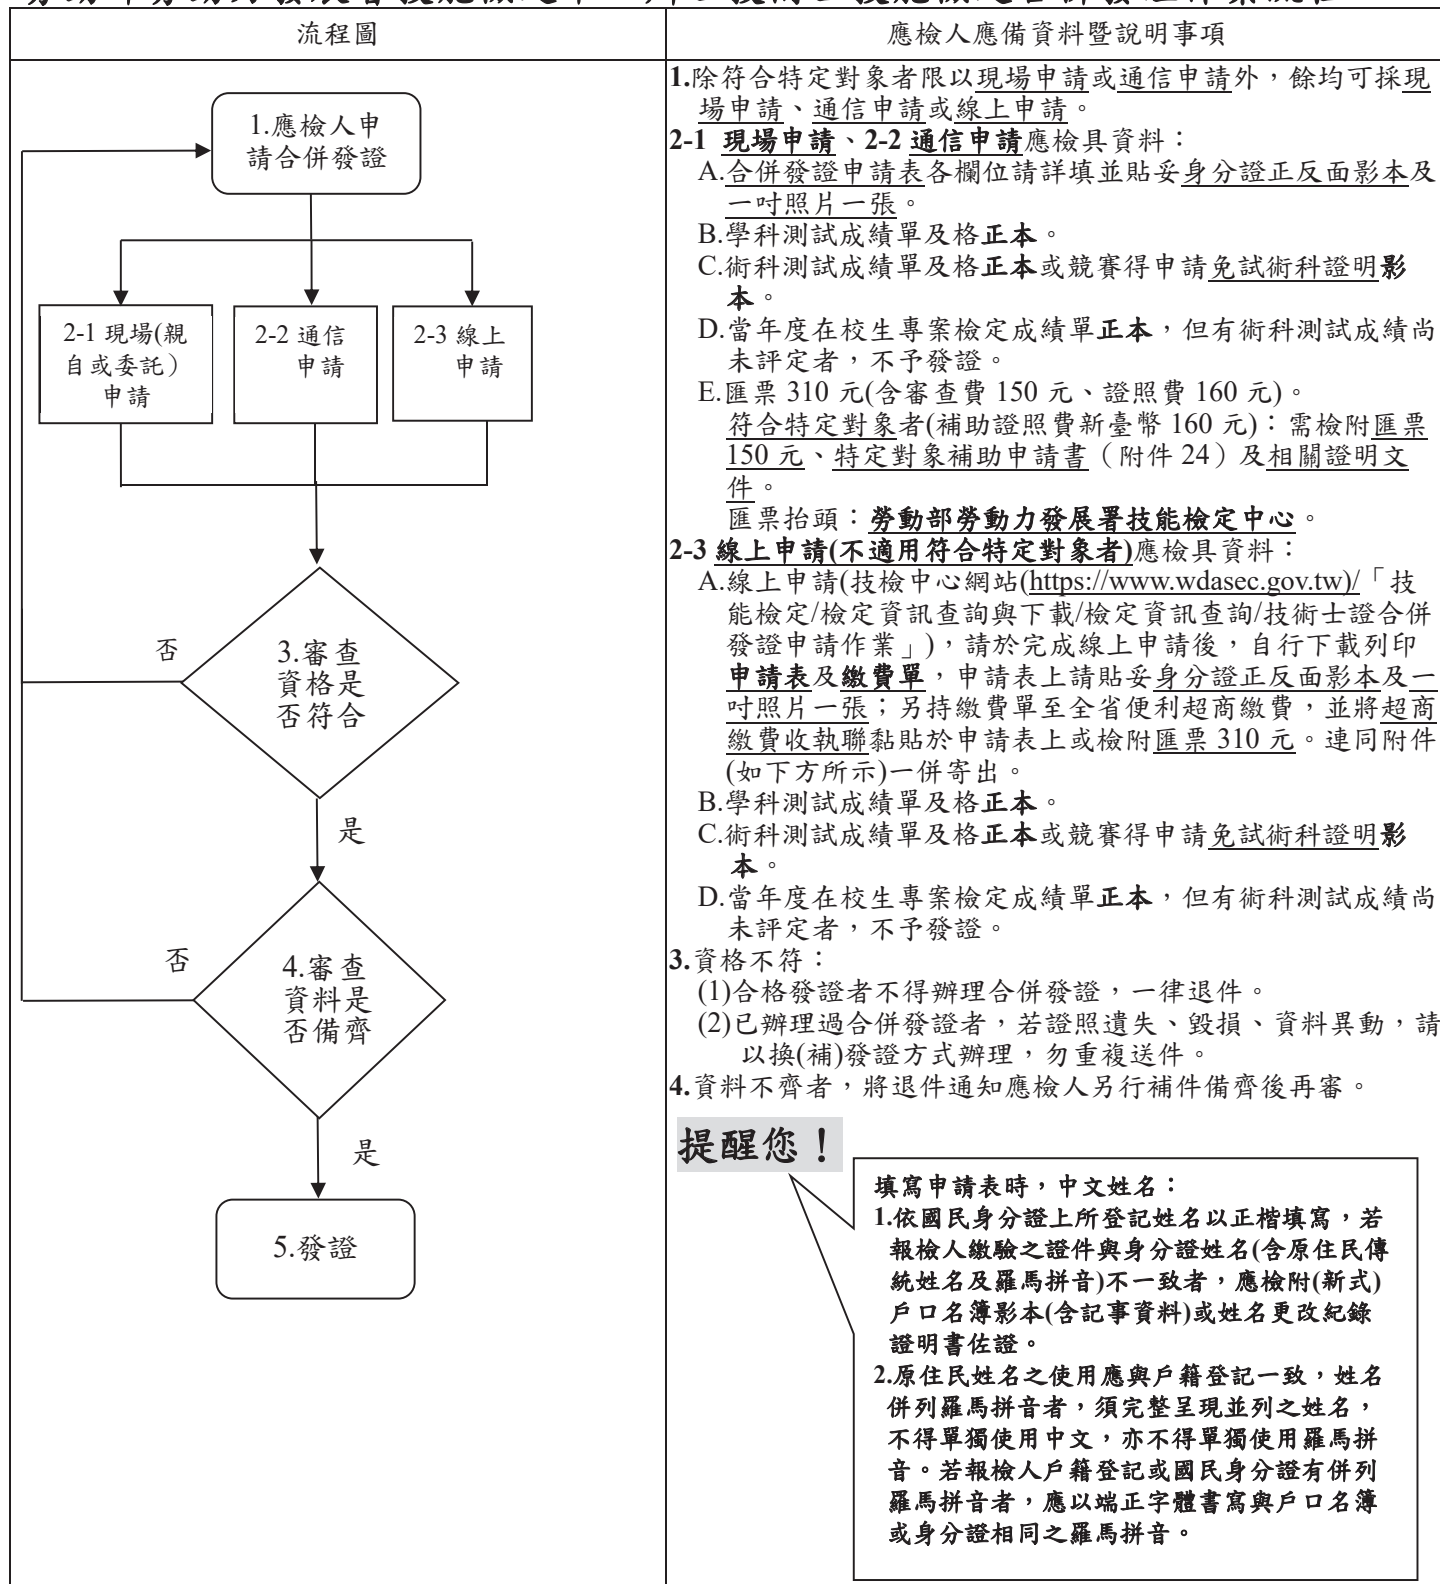 流程圖
應檢人應備資料暨說明事項
1.應檢人申
請合併發證
2-1 現場(親
自或委託）
申請
2-2 通信
申請
2-3 線上
申請
3.審查
資格是
否符合
否
是
4.審查
資料是
否備齊
否
是
5.發證
1.除符合特定對象者限以現場申請或通信申請外，餘均可採現
場申請、通信申請或線上申請。
2-1 現場申請、2-2 通信申請應檢具資料：
A.合併發證申請表各欄位請詳填並貼妥身分證正反面影本及
一吋照片一張。
B.學科測試成績單及格正本。
C.術科測試成績單及格正本或競賽得申請免試術科證明影
本。
D.當年度在校生專案檢定成績單正本，但有術科測試成績尚
未評定者，不予發證。
E.匯票 310 元(含審查費 150 元、證照費 160 元)。
符合特定對象者(補助證照費新臺幣 160 元)：需檢附匯票
150 元、特定對象補助申請書（附件 24）及相關證明文
件。
匯票抬頭：勞動部勞動力發展署技能檢定中心。
2-3 線上申請(不適用符合特定對象者)應檢具資料：
A.線上申請(技檢中心網站(https://www.wdasec.gov.tw)/「技
能檢定/檢定資訊查詢與下載/檢定資訊查詢/技術士證合併
發證申請作業」)，請於完成線上申請後，自行下載列印
申請表及繳費單，申請表上請貼妥身分證正反面影本及一
吋照片一張；另持繳費單至全省便利超商繳費，並將超商
繳費收執聯黏貼於申請表上或檢附匯票 310 元。連同附件
(如下方所示)一併寄出。
B.學科測試成績單及格正本。
C.術科測試成績單及格正本或競賽得申請免試術科證明影
本。
D.當年度在校生專案檢定成績單正本，但有術科測試成績尚
未評定者，不予發證。
3.資格不符：
(1)合格發證者不得辦理合併發證，一律退件。
(2)已辦理過合併發證者，若證照遺失、毀損、資料異動，請
以換(補)發證方式辦理，勿重複送件。
4.資料不齊者，將退件通知應檢人另行補件備齊後再審。
提醒您！
填寫申請表時，中文姓名：
1.依國民身分證上所登記姓名以正楷填寫，若
報檢人繳驗之證件與身分證姓名(含原住民傳
統姓名及羅馬拼音)不一致者，應檢附(新式)
戶口名簿影本(含記事資料)或姓名更改紀錄
證明書佐證。
2.原住民姓名之使用應與戶籍登記一致，姓名
併列羅馬拼音者，須完整呈現並列之姓名，
不得單獨使用中文，亦不得單獨使用羅馬拼
音。若報檢人戶籍登記或國民身分證有併列
羅馬拼音者，應以端正字體書寫與戶口名簿
或身分證相同之羅馬拼音。